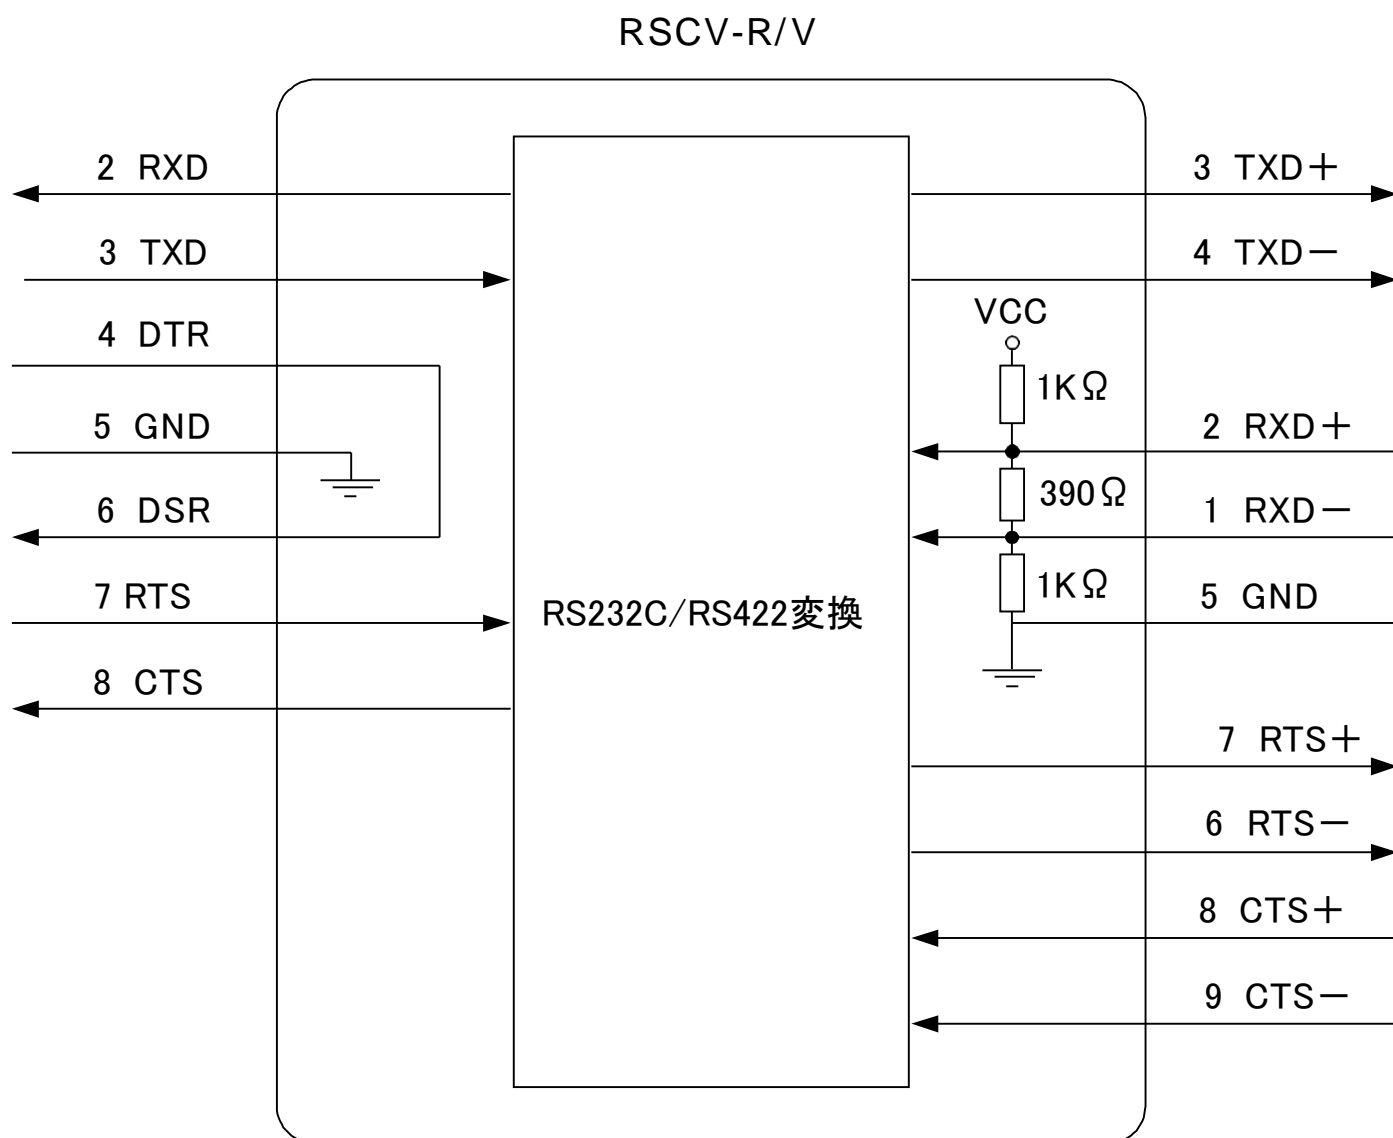 RSCV-R/V
2 RXD
3 TXD
4 DTR
5 GND
6 DSR
7 RTS
8 CTS
RS232C/RS422変換
VCC
1KΩ
390Ω
1KΩ
3 TXD＋
4 TXD－
2 RXD＋
1 RXD－
5 GND
7 RTS＋
6 RTS－
8 CTS＋
9 CTS－